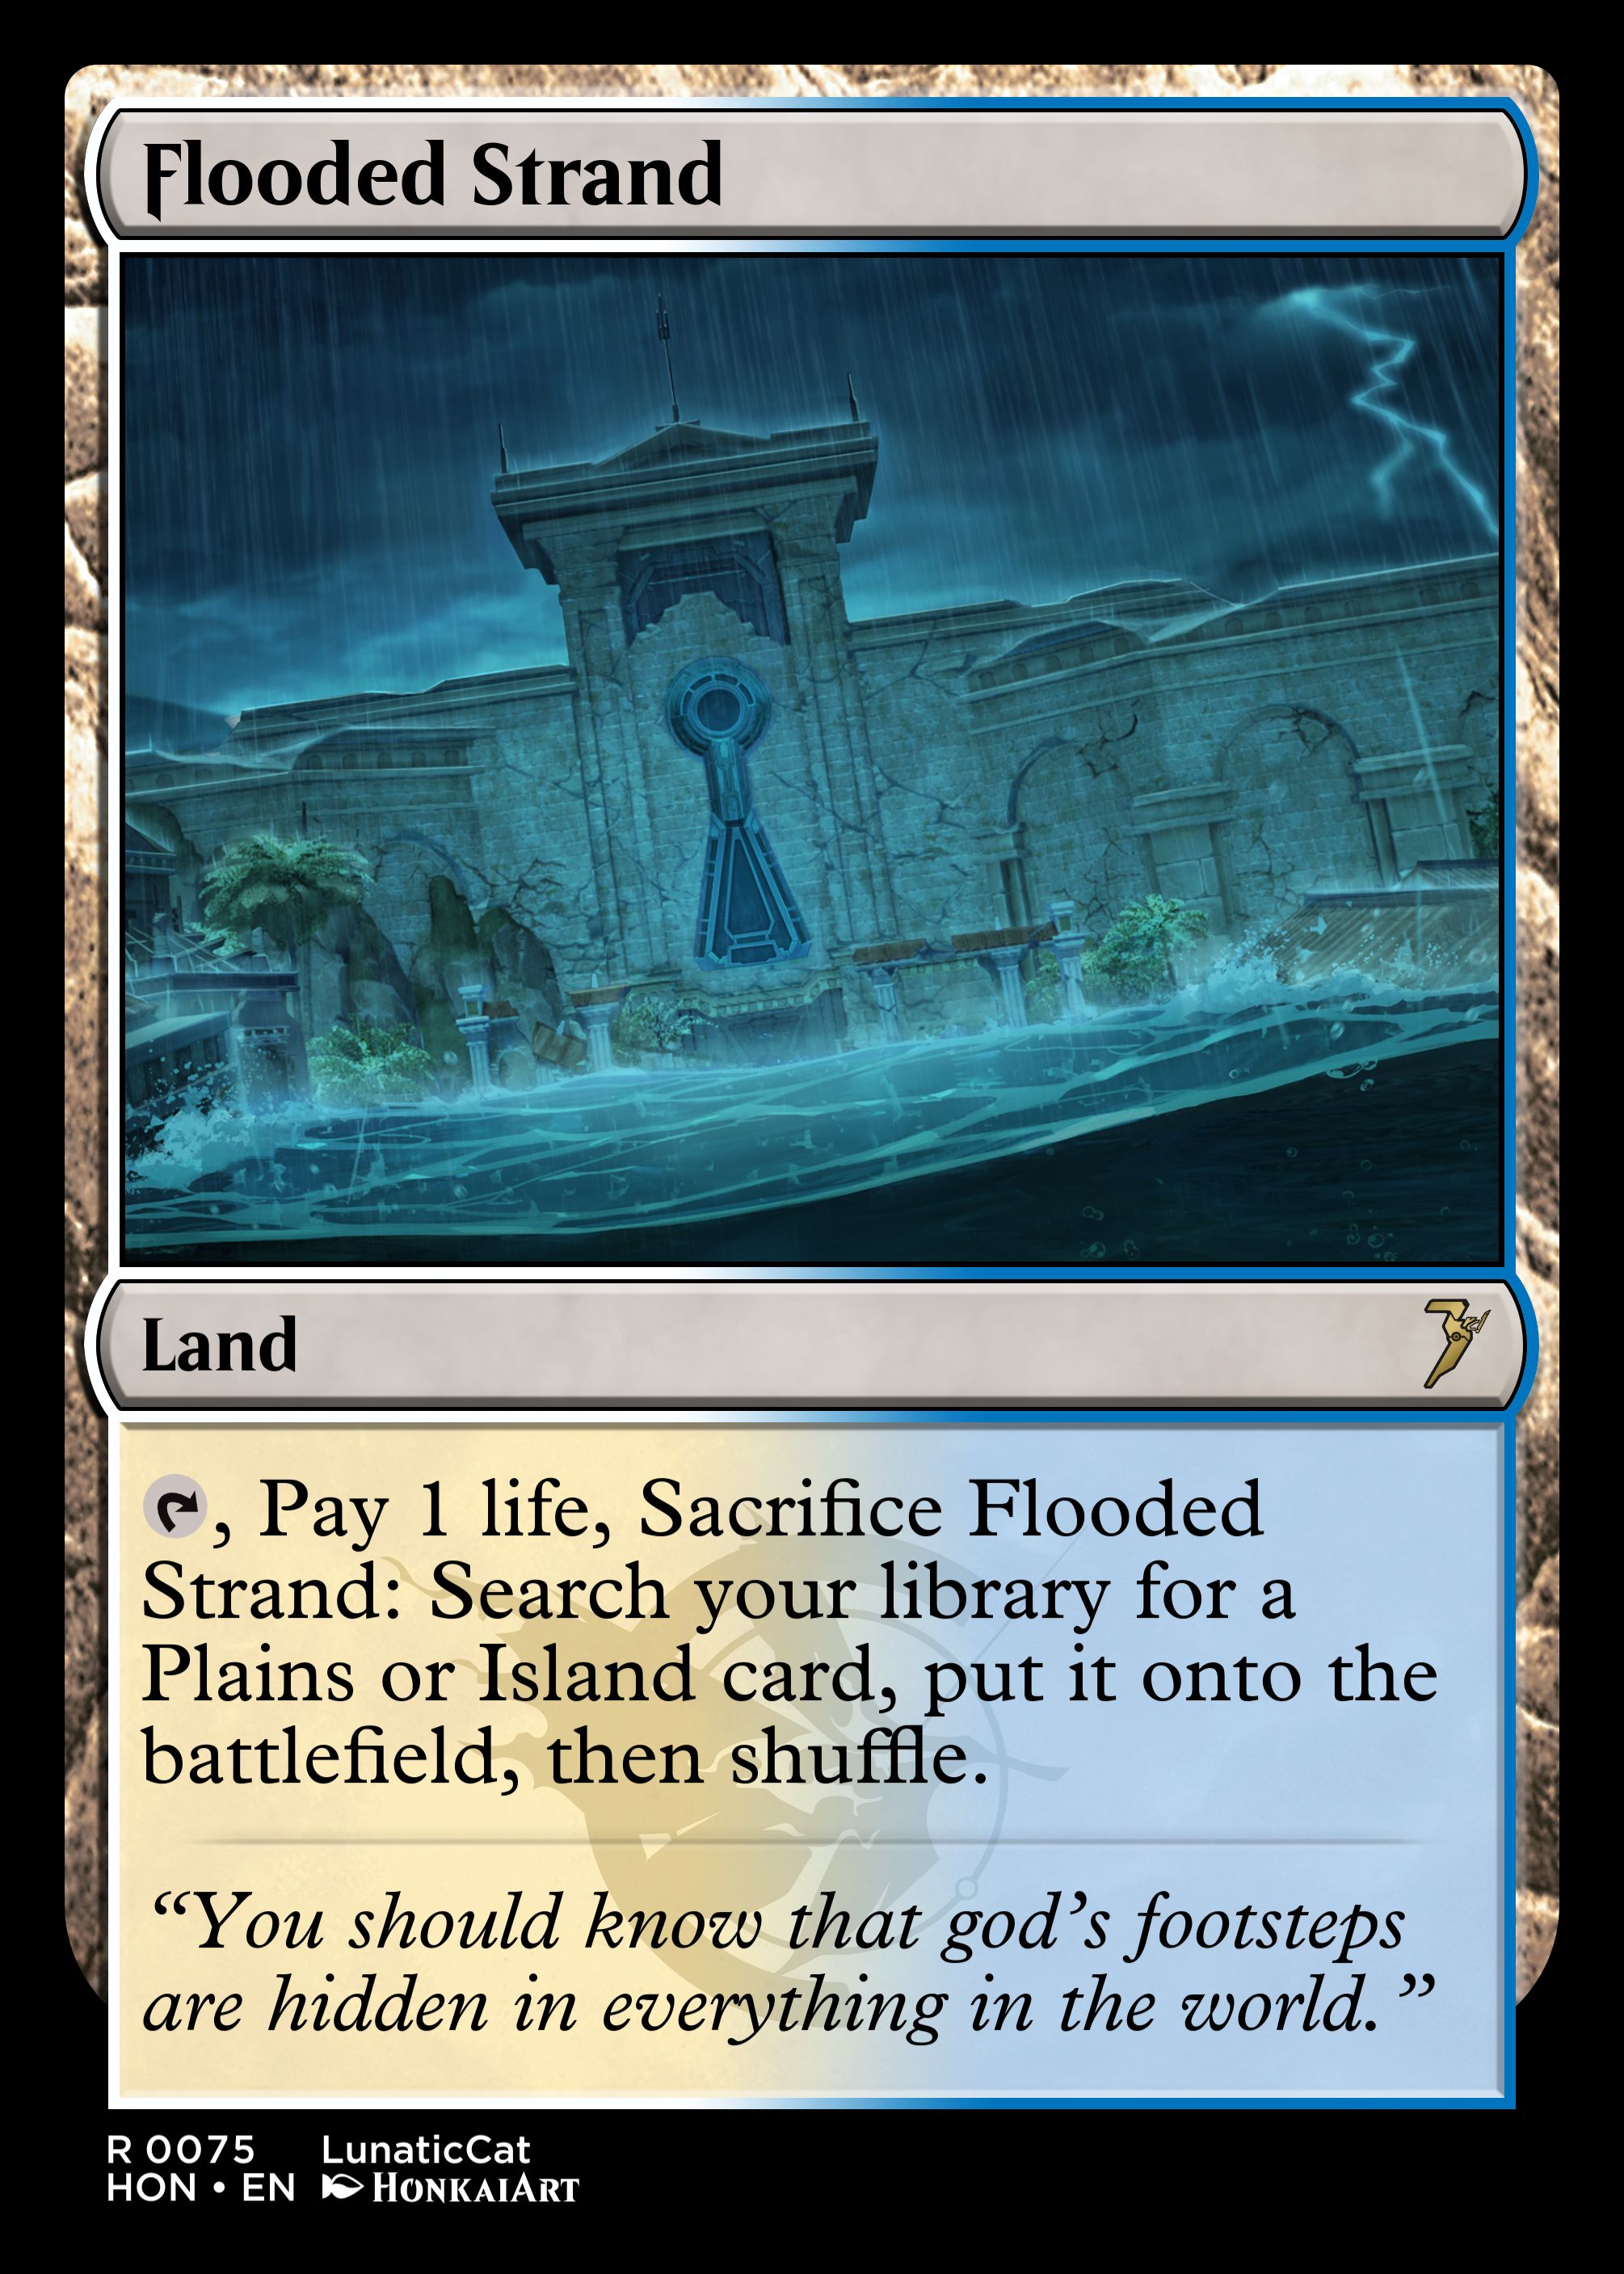 Flooded Strand
Land
, Pay 1 life, Sacrifice Flooded
Strand: Search your library for a
Plains or Island card, put it onto the
battlefield, then shuffle.
“You should know that god’s footsteps
are hidden in everything in the world.”
R 0075 LunaticCat
HON • EN HonkaiArt